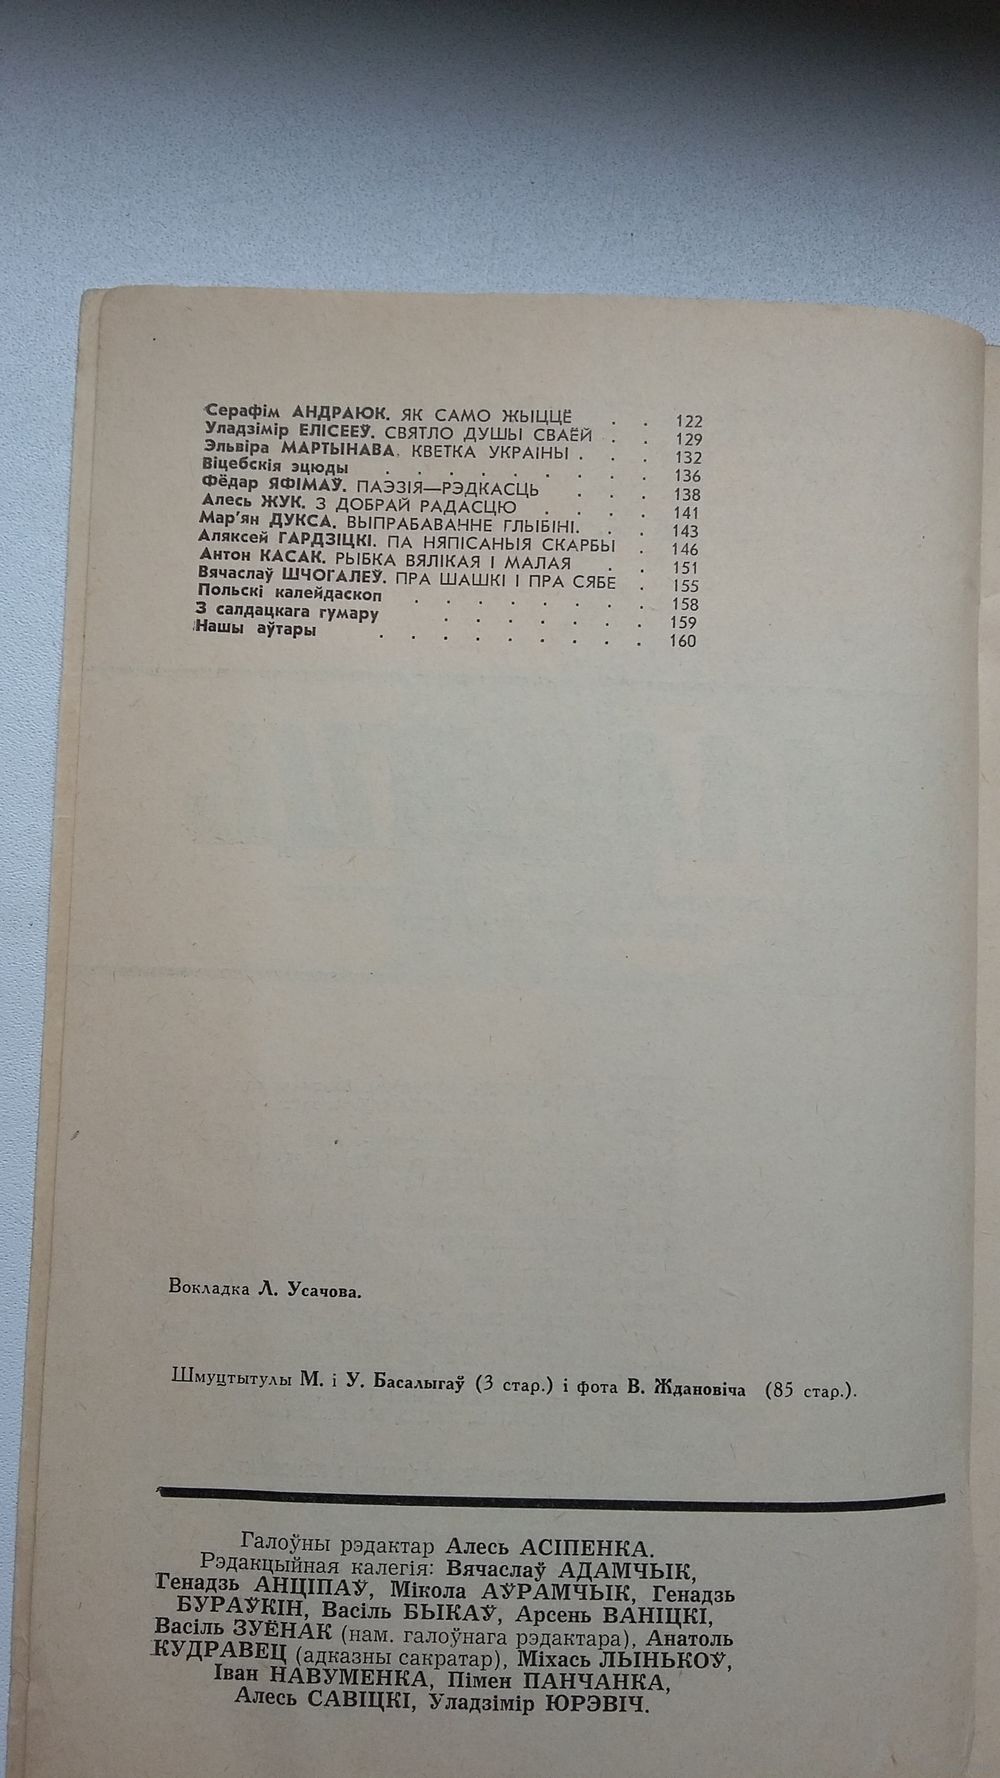 Серафім АНДРАЮК. ЯК САМО ЖЫЦЦЁ . . 122
Уладзімір ЕЛІСЕЕЎ. СВЯТЛО ДУШЫ СВАЁЙ . . 129
Эльвіра МАРТЫНАВА. КВЕТКА УКРАІНЫ . . . 132
Віцебскія эцюды . . . . . . . . . 136
Фёдар ЯФІМАЎ. ПАЭЗІЯ—РЭДКАСЦЬ . . . 138
Алесь ЖУК. З ДОБРАЙ РАДАСЦЮ . . . . 141
Мар’ян ДУКСА. ВЫПРАБАВАННЕ ГЛЫБІНІ. . . 143
Аляксей ГАРДЗІЦКІ. ПА НЯПІСАНЫЯ СКАРБЫ . 146
Антон КАСАК. РЫБКА ВЯЛІКАЯ І МАЛАЯ . . 151
Вячаслаў ШЧОГАЛЕЎ. ПРА ШАШКІ І ПРА СЯБЕ . 155
Польскі калейдаскоп . . . . . . . . 158
З салдацкага гумару . . . . . . . 159
Нашы аўтары . . . . . . . . . 160
Вокладка Л. Усачова.
Шмуцтытулы М. і У. Басалыгаў (3 стар.) і фота В. Ждановіча (85 стар.).
Галоўны рэдактар Алесь АСІПЕНКА.
Рэдакцыйная калегія: Вячаслаў АДАМЧЫК,
Генадзь АНЦІПАЎ, Мікола АЎРАМЧЫК, Генадзь
БУРАЎКІН, Васіль БЫКАЎ, Арсень ВАНІЦКІ,
Васіль ЗУЁНАК (нам. галоўнага рэдактара), Анатоль
КУДРАВЕЦ (адказны сакратар), Міхась ЛЫНЬКОЎ,
Іван НАВУМЕНКА, Пімен ПАНЧАНКА,
Алесь САВІЦКІ, Уладзімір ЮРЭВІЧ.